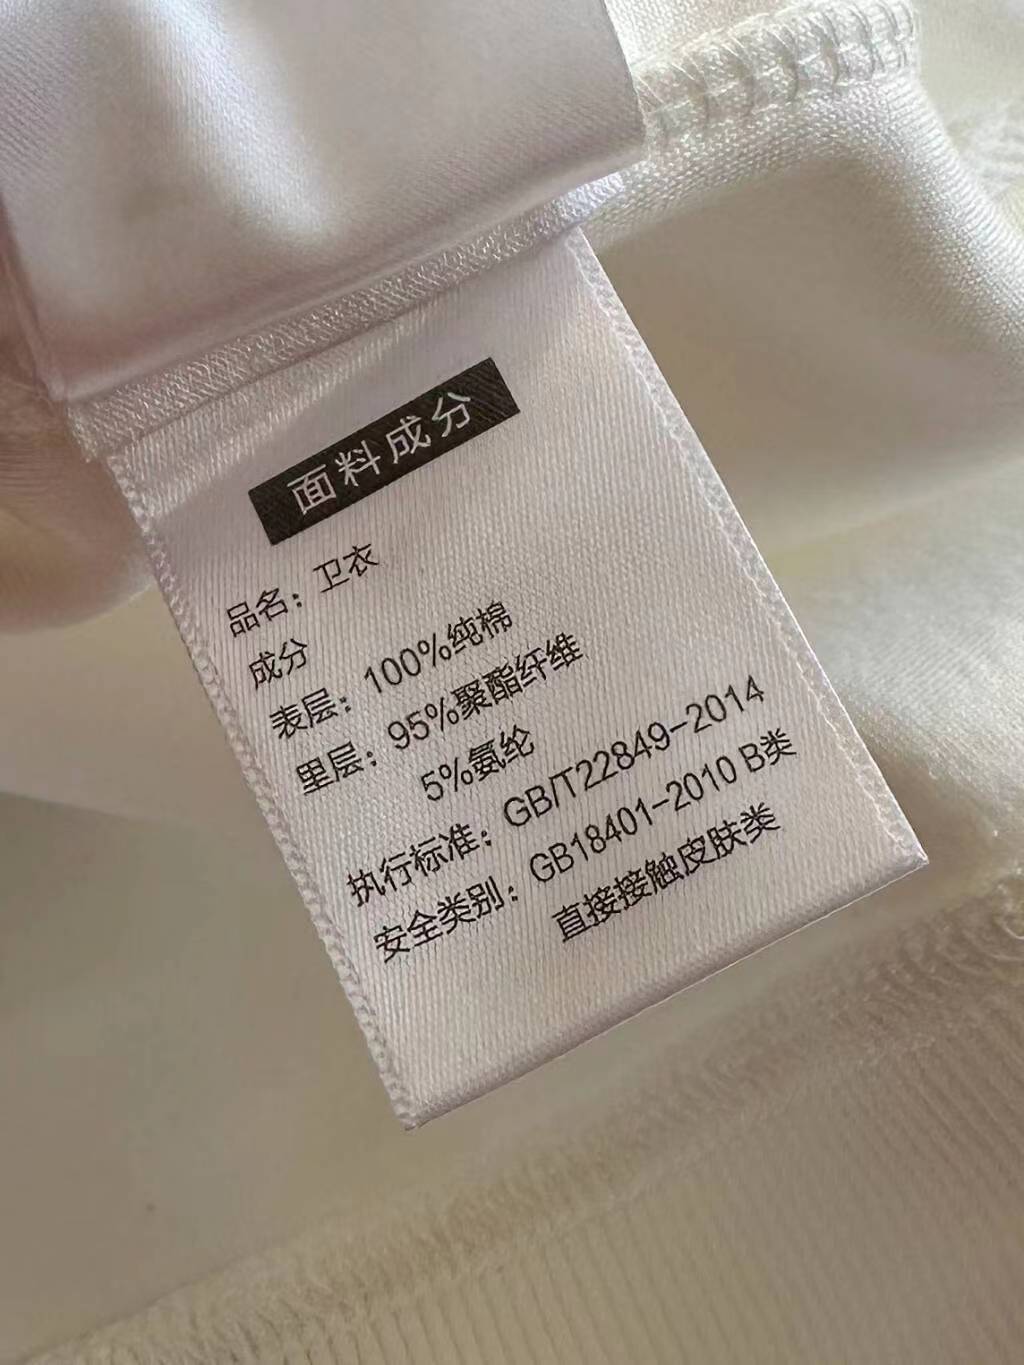 面料成分
品名：卫衣
成分
表层：100%纯棉
里层：95%聚酯纤维
5%氨纶
执行标准：GB/T22849-2014
安全类别：GB18401-2010 B类
直接接触皮肤类